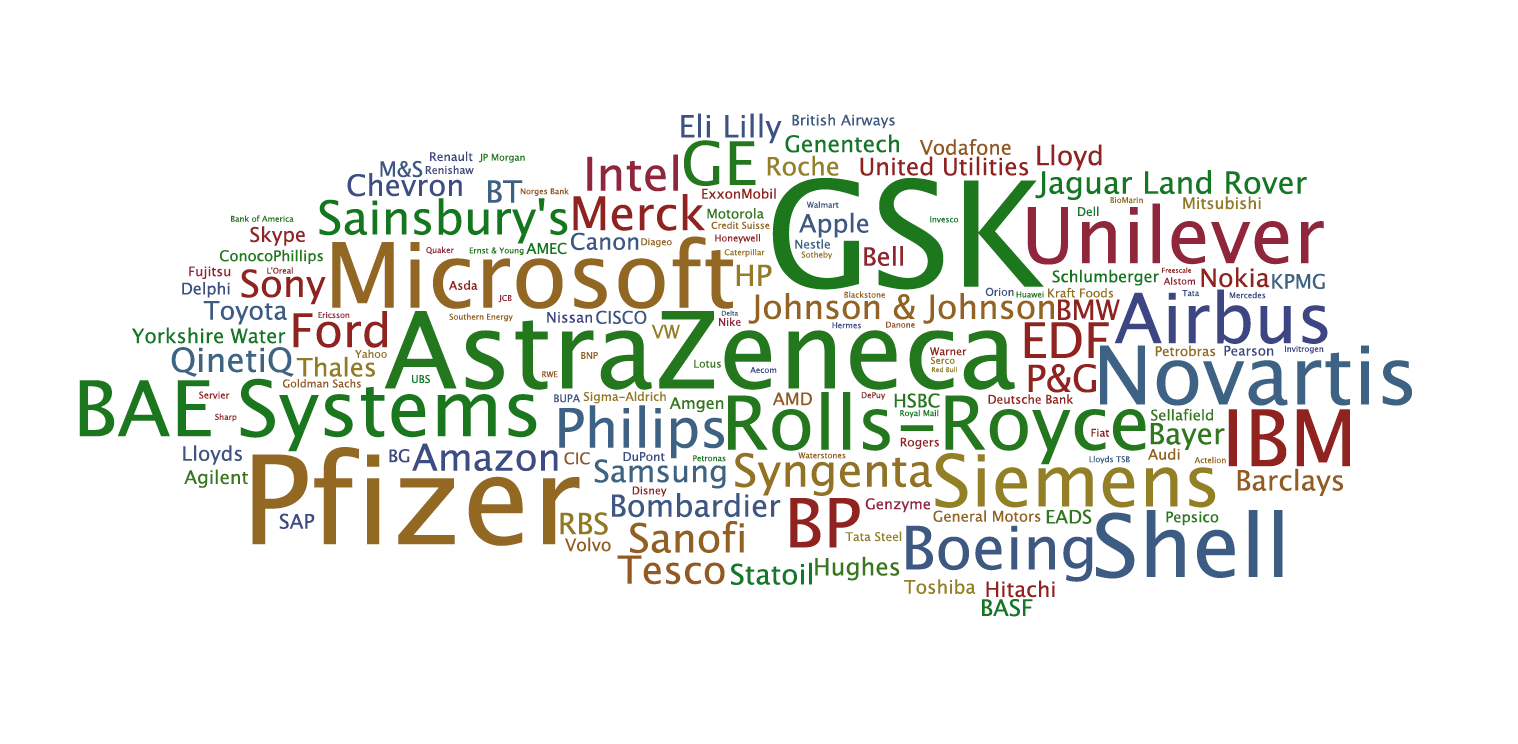 Eli Lilly
British Airways
GE
Genentech
Vodafone
Renault
JP Morgan
M&S
Renishaw
Intel
Roche
United Utilities
Lloyd
Chevron
BT
Norges Bank
ExxonMobil
GSK
Jaguar Land Rover
Sainsbury's
Merck
Motorola
Walmart
BioMarin
Mitsubishi
Bank of America
Credit Suisse
Apple
Invesco
Unilever
Dell
Skype
Canon
Diageo
Honeywell
Nestle
ConocoPhillips
Microsoft
Quaker
Ernst & Young
AMEC
Caterpillar
Sotheby
Bell
Fujitsu
L'Oreal
HP
Schlumberger
Freescale
Alstom
Nokia
KPMG
Delphi
Sony
Asda
JCB
Blackstone
Orion
Huawei
Kraft Foods
Tata
Mercedes
Toyota
Ericsson
Southern Energy
Nissan
CISCO
Delta
Nike
Johnson & Johnson
BMW
Airbus
Yorkshire Water
Ford
VW
Hermes
Danone
EDF
QinetiQ
Thales
Yahoo
AstraZeneca
BNP
Lotus
Aecom
Warner
Serco
Red Bull
Novartis
Petrobras
Pearson
Invitrogen
Goldman Sachs
UBS
RWE
P&G
BAE Systems
Servier
Sharp
BUPA
Sigma-Aldrich
Amgen
AMD
DePuy
HSBC
Royal Mail
Deutsche Bank
Philips
Rolls-Royce
Rogers
Fiat
Sellafield
Bayer
IBM
Lloyds
BG
Amazon
CIC
DuPont
Petronas
Waterstones
Lloyds TSB
Audi
Actelion
Agilent
Pfizer
Samsung
Syngenta
Siemens
Barclays
SAP
Disney
Bombardier
BP
Genzyme
General Motors
EADS
Pepsico
RBS
Volvo
Sanofi
Tata Steel
Boeing
Shell
Tesco
Statoil
Hughes
Toshiba
Hitachi
BASF